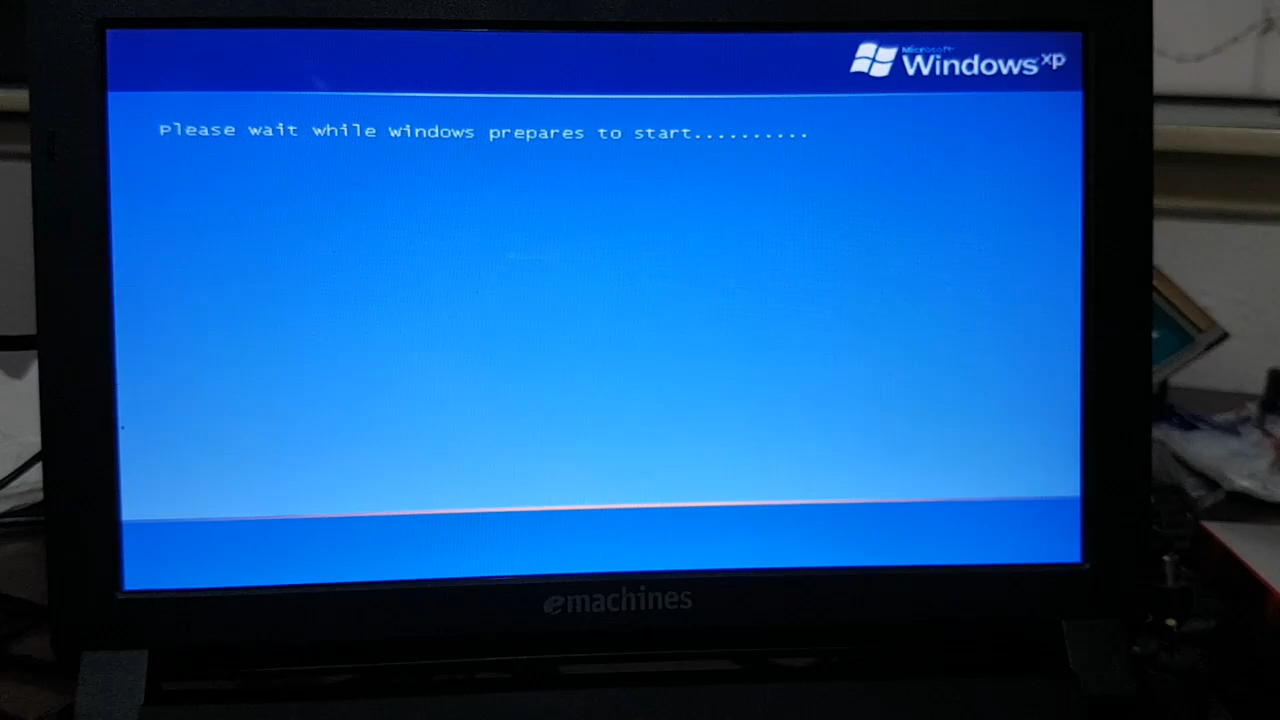 Microsoft
Windows xp
Please wait while Windows prepares to start..........
emachines